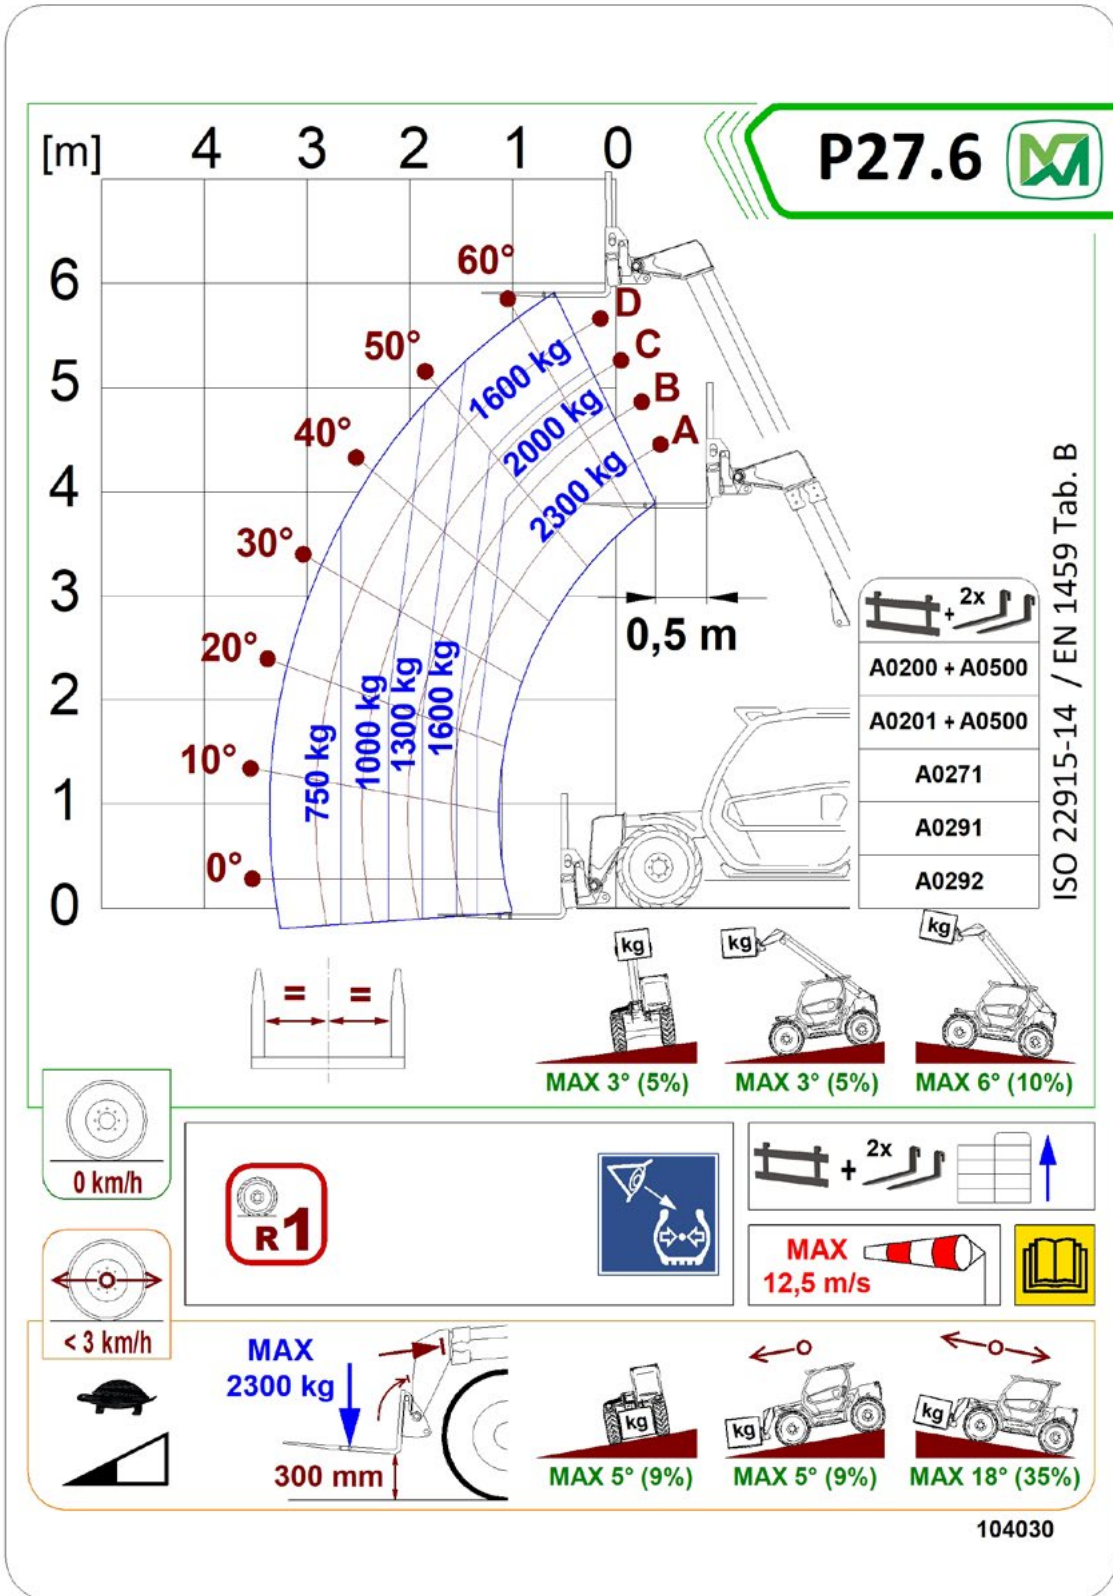 P27.6
[m] 4 3 2 1 0
6
5
4
3
2
1
0
60°
50°
40°
30°
20°
10°
0°
D
C
B
A
1600 kg
2000 kg
2300 kg
750 kg
1000 kg
1300 kg
1600 kg
0,5 m
+ 2x
A0200 + A0500
A0201 + A0500
A0271
A0291
A0292
ISO 22915-14 / EN 1459 Tab. B
= =
kg
kg
kg
MAX 3° (5%)
MAX 3° (5%)
MAX 6° (10%)
0 km/h
R1
+ 2x
MAX
12,5 m/s
< 3 km/h
MAX
2300 kg
300 mm
kg
kg
kg
MAX 5° (9%)
MAX 5° (9%)
MAX 18° (35%)
104030